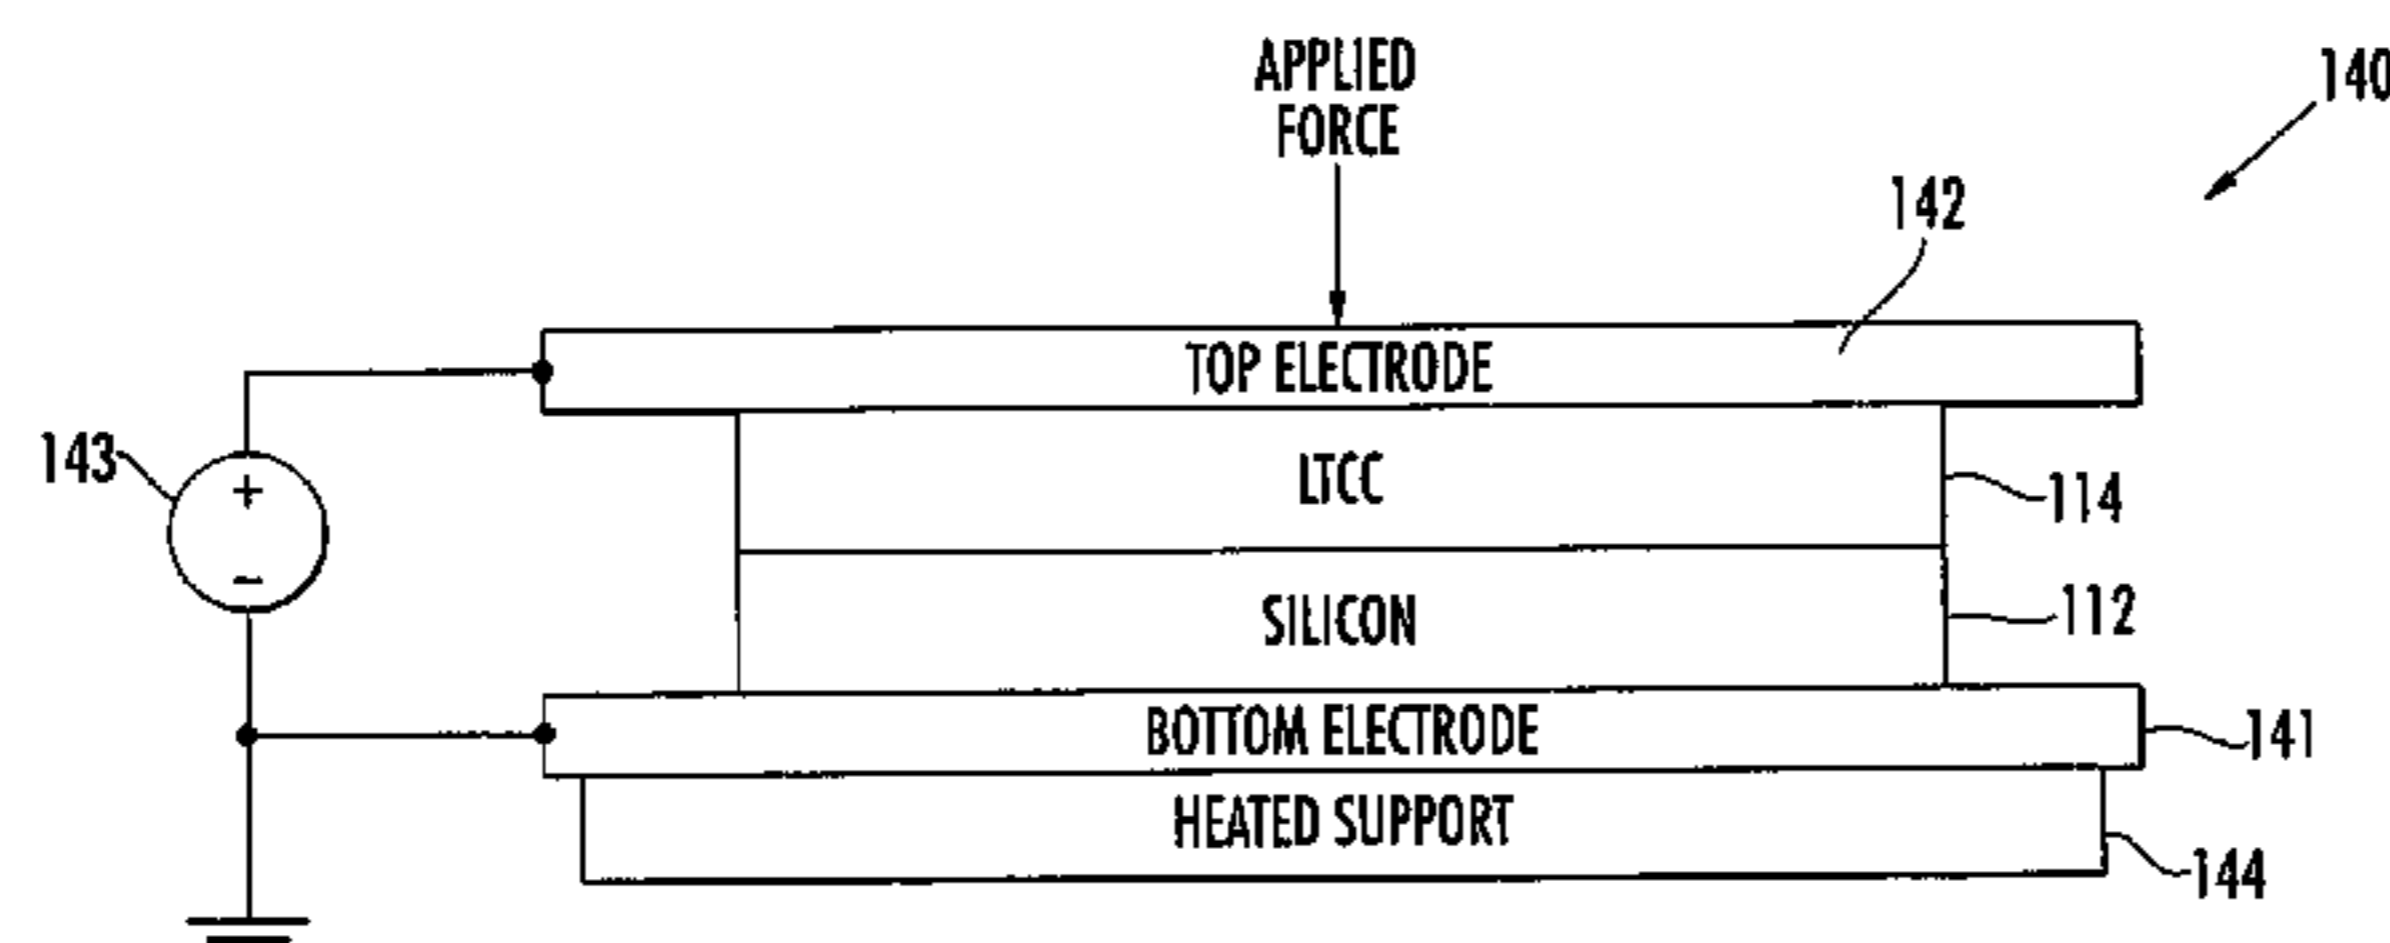 APPLIED
FORCE
140
142
TOP ELECTRODE
143
+
LTCC
114
−
SILICON
112
BOTTOM ELECTRODE
141
HEATED SUPPORT
144